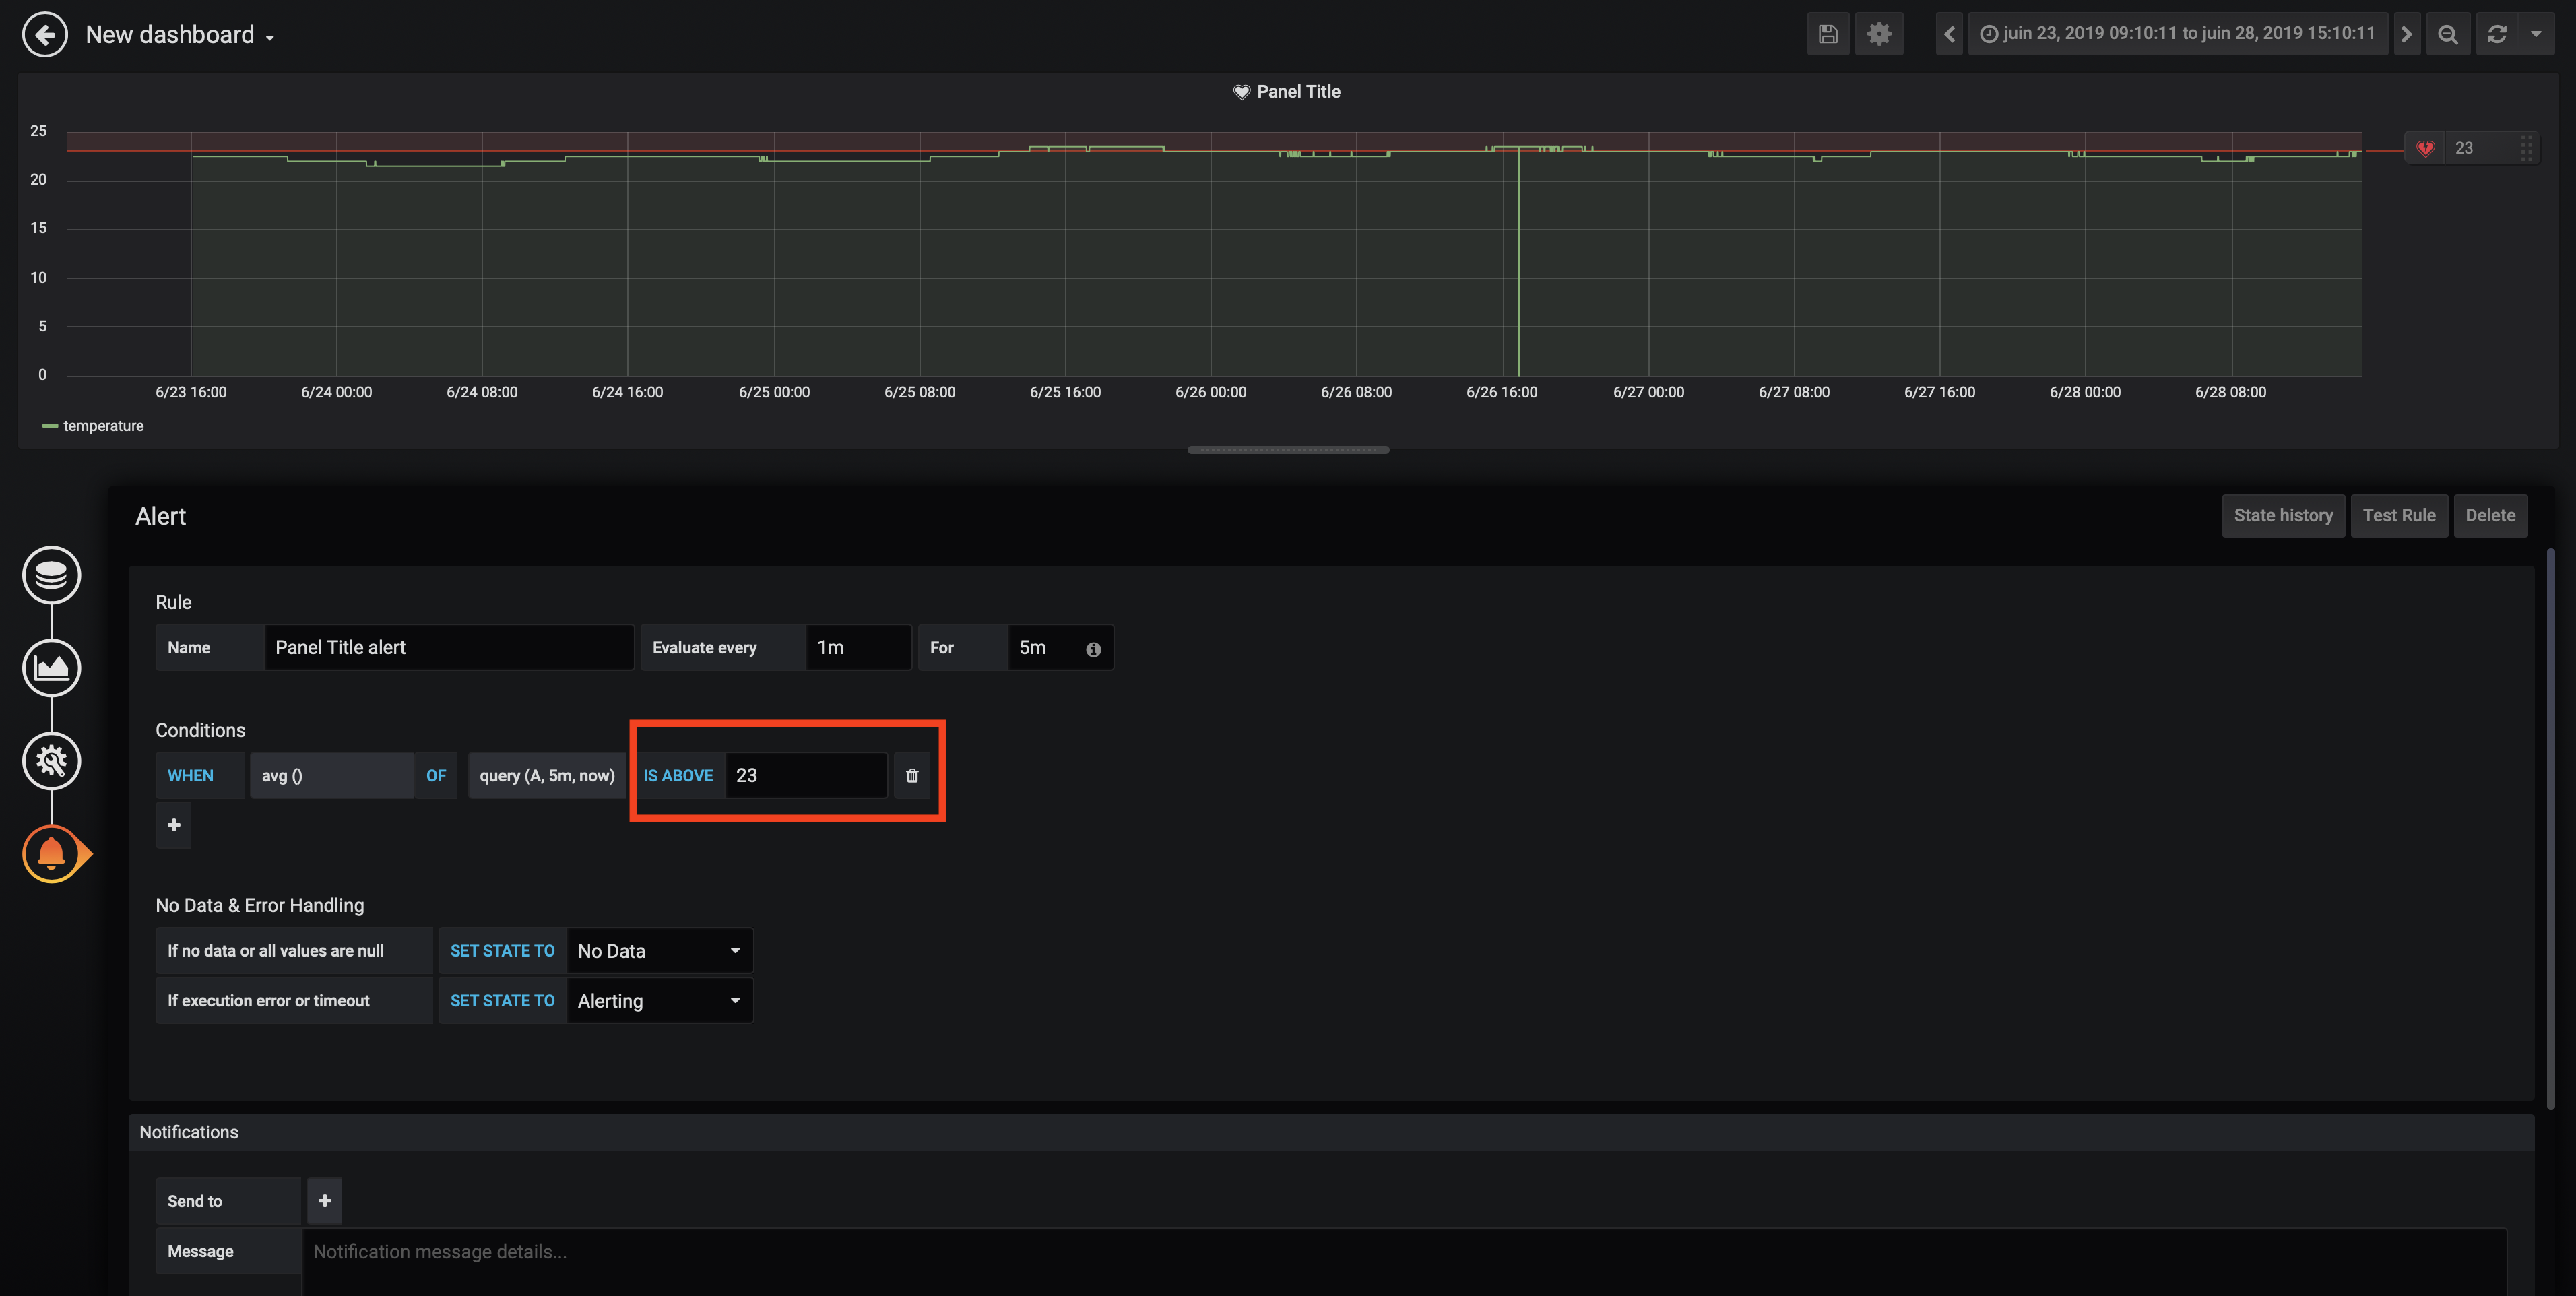 New dashboard
juin 23, 2019 09:10:11 to juin 28, 2019 15:10:11
Panel Title
25
20
15
10
5
0
23
6/23 16:00 6/24 00:00 6/24 08:00 6/24 16:00 6/25 00:00 6/25 08:00 6/25 16:00 6/26 00:00 6/26 08:00 6/26 16:00 6/27 00:00 6/27 08:00 6/27 16:00 6/28 00:00 6/28 08:00
temperature
Alert State history Test Rule Delete
Rule
Name Panel Title alert Evaluate every 1m For 5m
Conditions
WHEN avg () OF query (A, 5m, now) IS ABOVE 23
No Data & Error Handling
If no data or all values are null SET STATE TO No Data
If execution error or timeout SET STATE TO Alerting
Notifications
Send to
Message Notification message details...